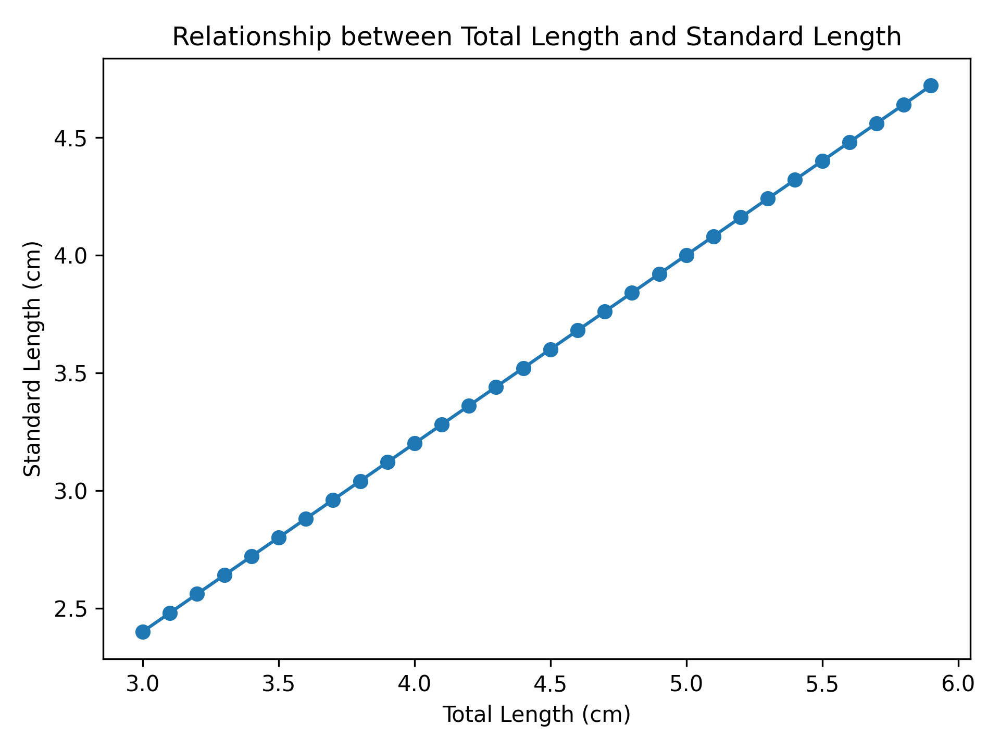 Relationship between Total Length and Standard Length
4.5
4.0
3.5
3.0
2.5
Standard Length (cm)
3.0 3.5 4.0 4.5 5.0 5.5 6.0
Total Length (cm)